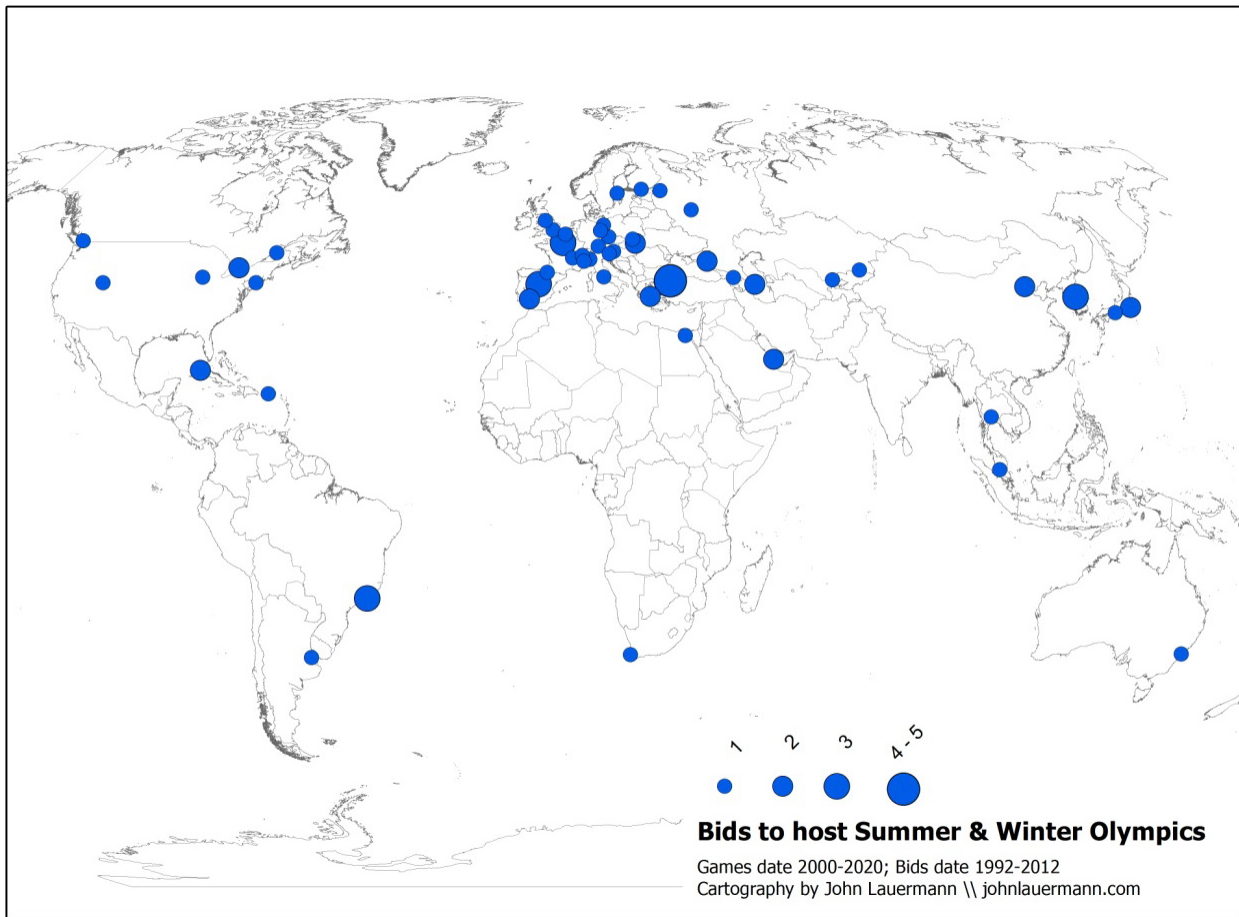 1
2
3
4 - 5
Bids to host Summer & Winter Olympics
Games date 2000-2020; Bids date 1992-2012
Cartography by John Lauermann \\ johnlauermann.com